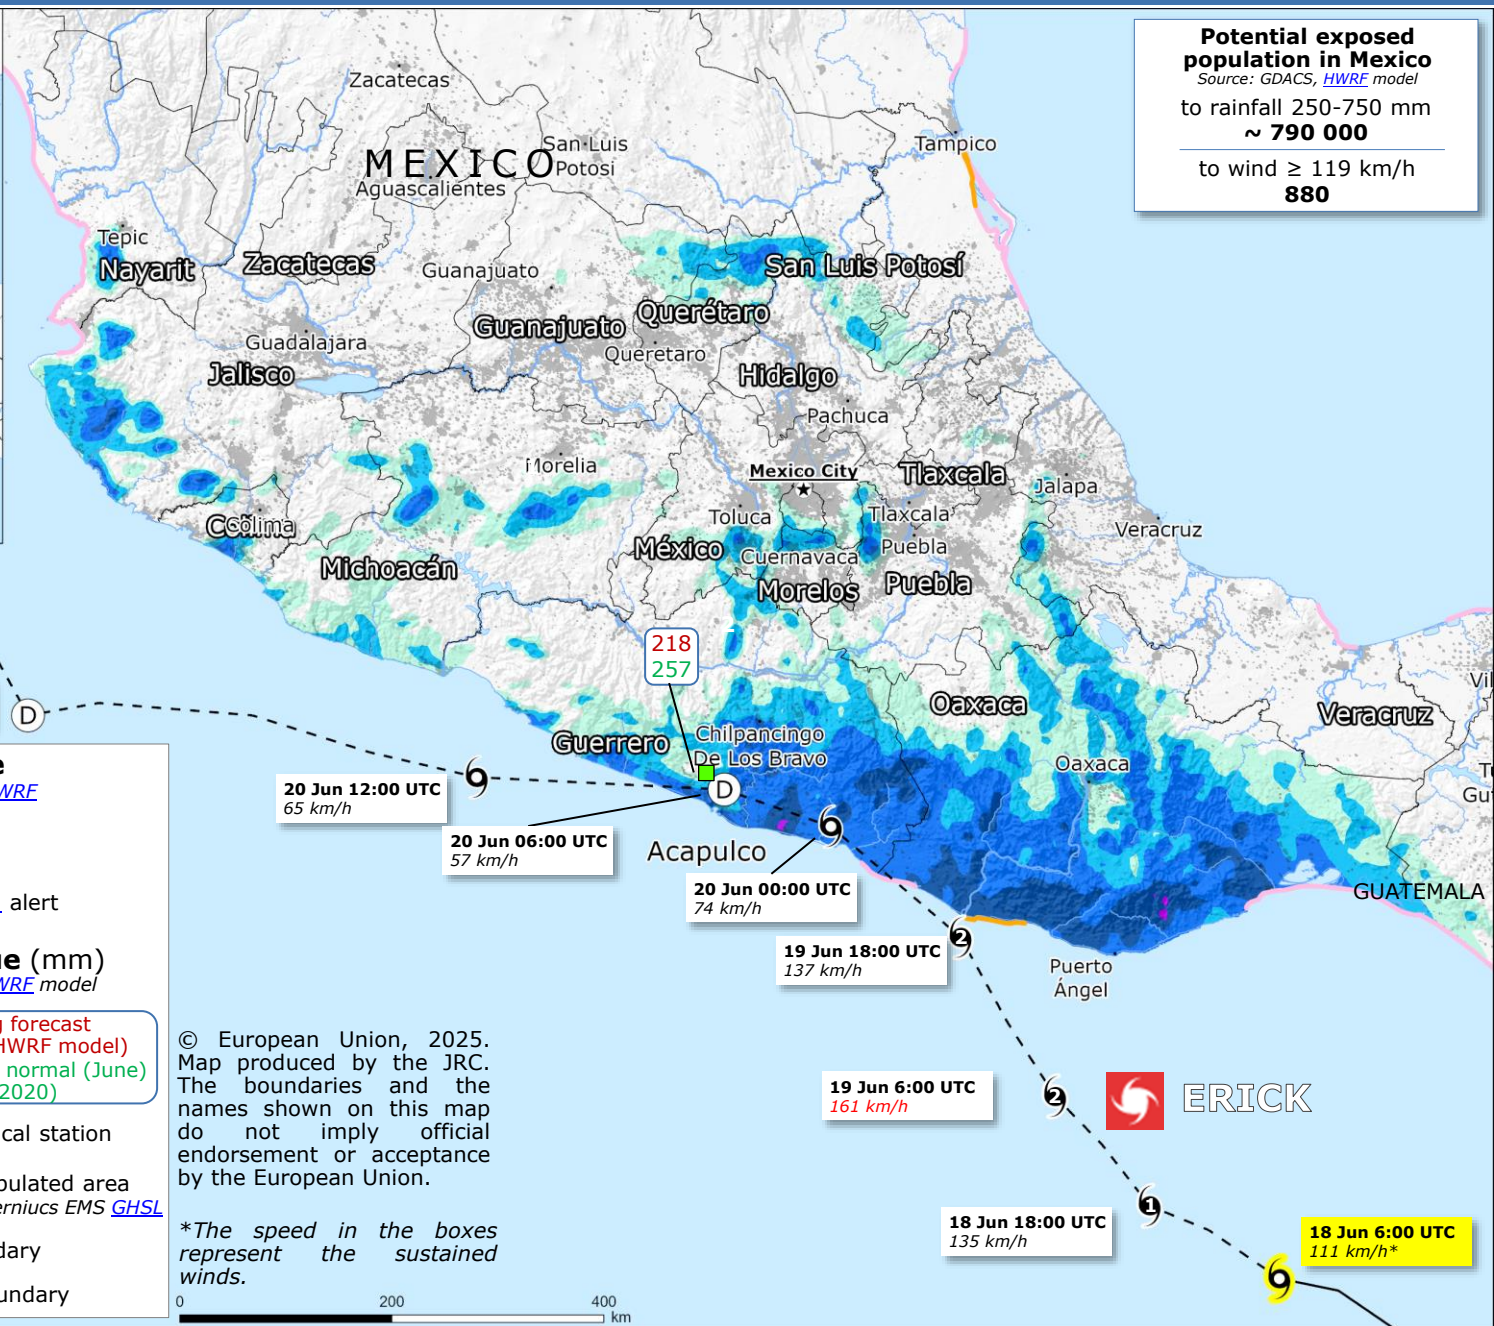 Potential exposed
population in Mexico
Source: GDACS, HWRF model
to rainfall 250-750 mm
~ 790 000
to wind ≥ 119 km/h
880
Zacatecas
MEXICO
San Luis
Potosi
Aguascalientes
Tampico
Tepic
Nayarit
Zacatecas
Guanajuato
San Luis Potosí
Querétaro
Guanajuato
Guadalajara
Queretaro
Jalisco
Hidalgo
Pachuca
Morelia
Mexico City
Tlaxcala
Jalapa
Toluca
Tlaxcala
Veracruz
Colima
México
Cuernavaca
Puebla
Michoacán
Morelos
Puebla
218
257
Oaxaca
Veracruz
D
Guerrero
Chilpancingo
De Los Bravo
Oaxaca
D
20 Jun 12:00 UTC
65 km/h
20 Jun 06:00 UTC
57 km/h
Acapulco
20 Jun 00:00 UTC
74 km/h
GUATEMALA
19 Jun 18:00 UTC
137 km/h
2
Puerto
Ángel
19 Jun 6:00 UTC
161 km/h
2
ERICK
18 Jun 18:00 UTC
135 km/h
1
18 Jun 6:00 UTC
111 km/h*
alert
(mm)
model
forecast
HWRF model)
normal (June)
2020)
station
area
EMS GHSL
© European Union, 2025.
Map produced by the JRC.
The boundaries and the
names shown on this map
do not imply official
endorsement or acceptance
by the European Union.
*The speed in the boxes
represent the sustained
winds.
0 200 400
km